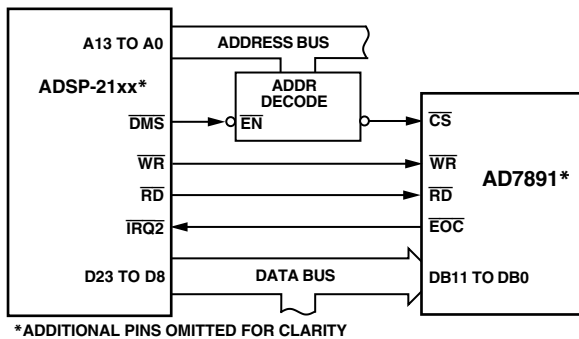 A13 TO A0
ADDRESS BUS
ADSP-21xx*
ADDR
DECODE
DMS
EN
CS
WR
WR
AD7891*
RD
RD
IRQ2
EOC
D23 TO D8
DATA BUS
DB11 TO DB0
*ADDITIONAL PINS OMITTED FOR CLARITY